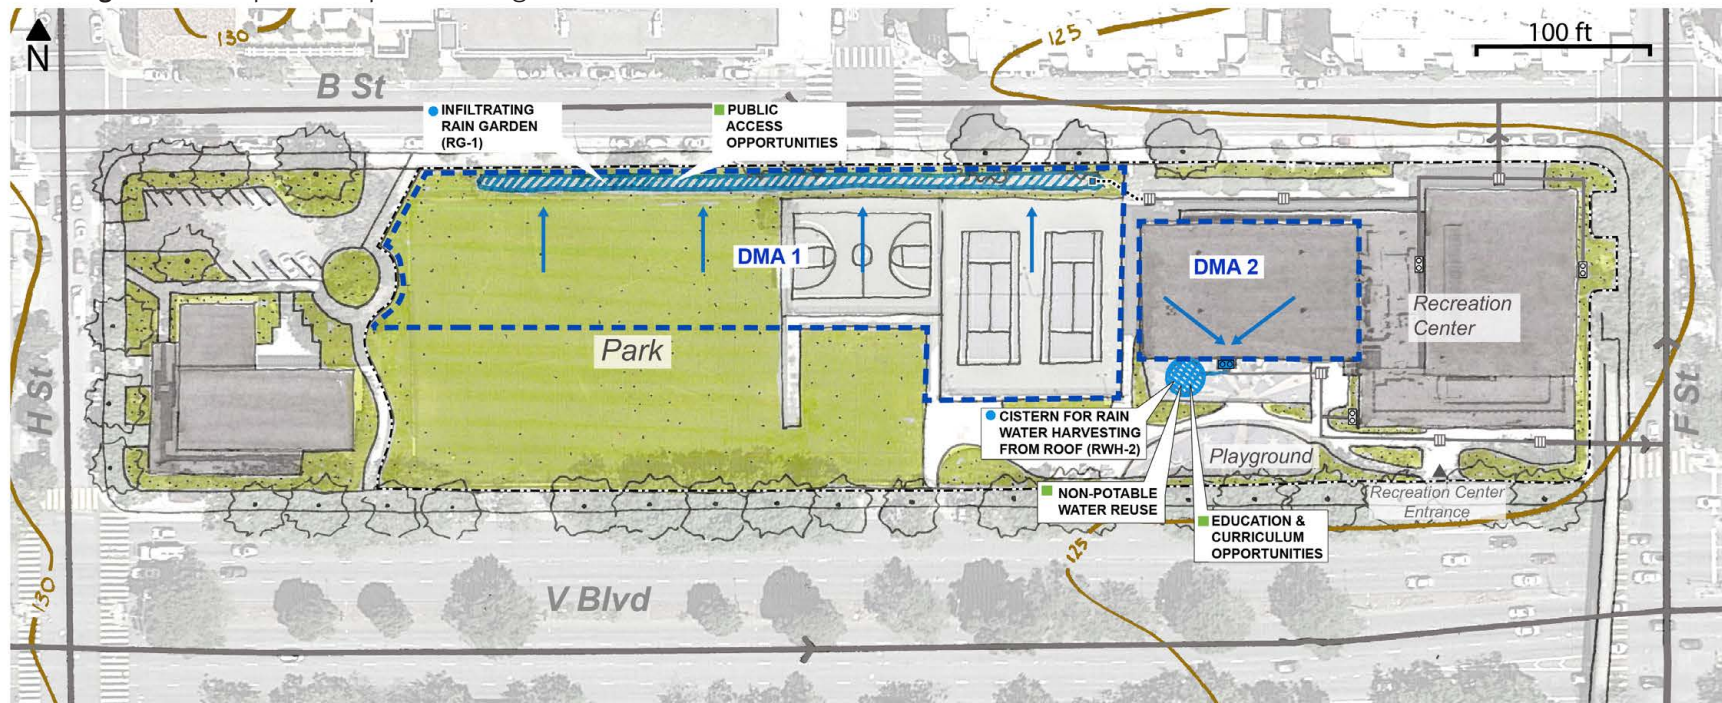 130
125
100 ft
N
B St
INFILTRATING
RAIN GARDEN
(RG-1)
PUBLIC
ACCESS
OPPORTUNITIES
DMA 1
DMA 2
Recreation
Center
Park
H St
F St
CISTERN FOR RAIN
WATER HARVESTING
FROM ROOF (RWH-2)
Playground
NON-POTABLE
WATER REUSE
Recreation Center
Entrance
EDUCATION &
CURRICULUM
OPPORTUNITIES
125
130
V Blvd